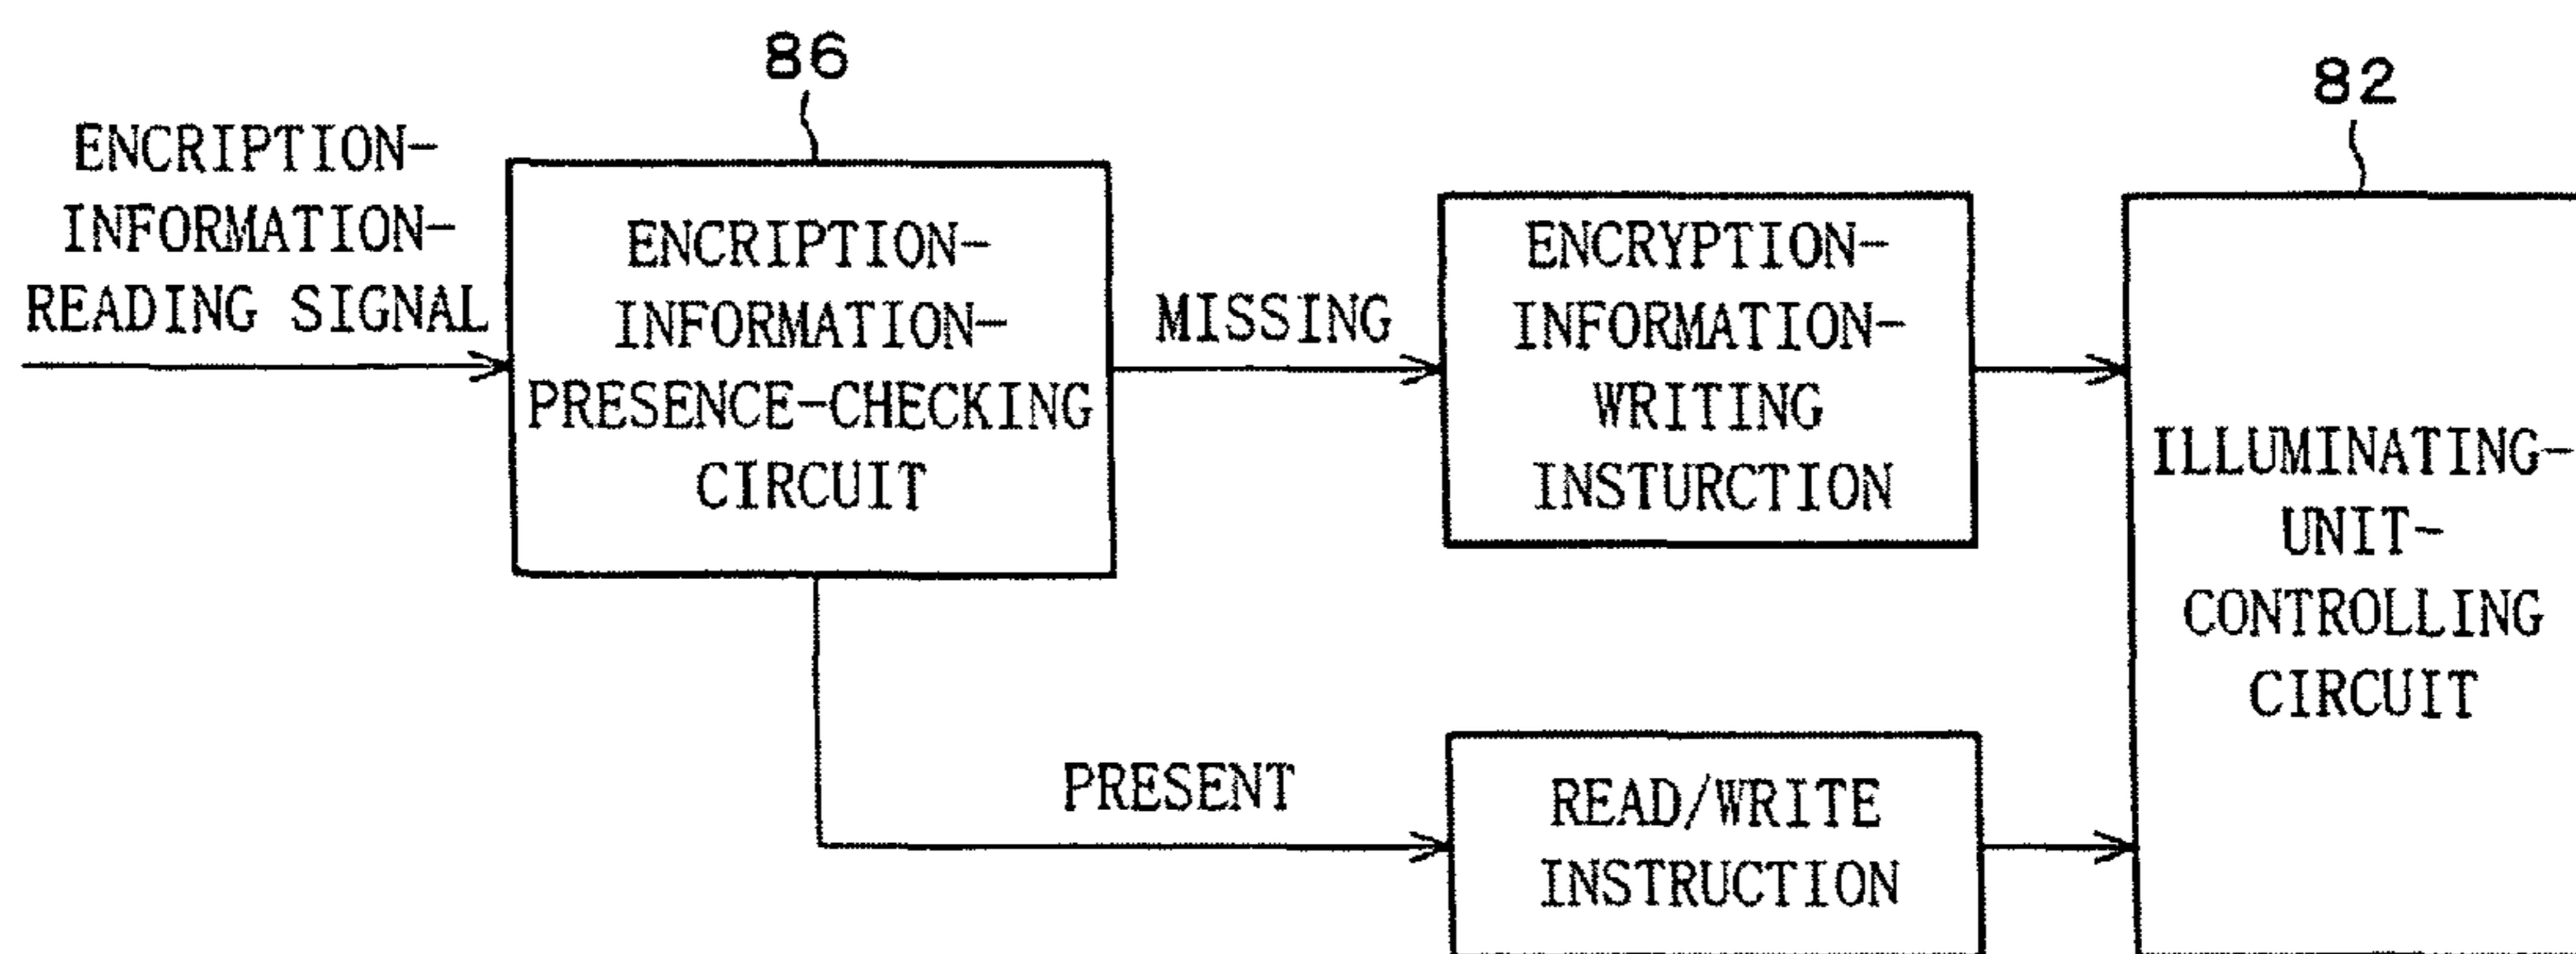 86
82
ENCRIPTION-
INFORMATION-
READING SIGNAL
ENCRIPTION-
INFORMATION-
PRESENCE-CHECKING
CIRCUIT
MISSING
ENCRYPTION-
INFORMATION-
WRITING
INSTURCTION
ILLUMINATING-
UNIT-
CONTROLLING
CIRCUIT
PRESENT
READ/WRITE
INSTRUCTION